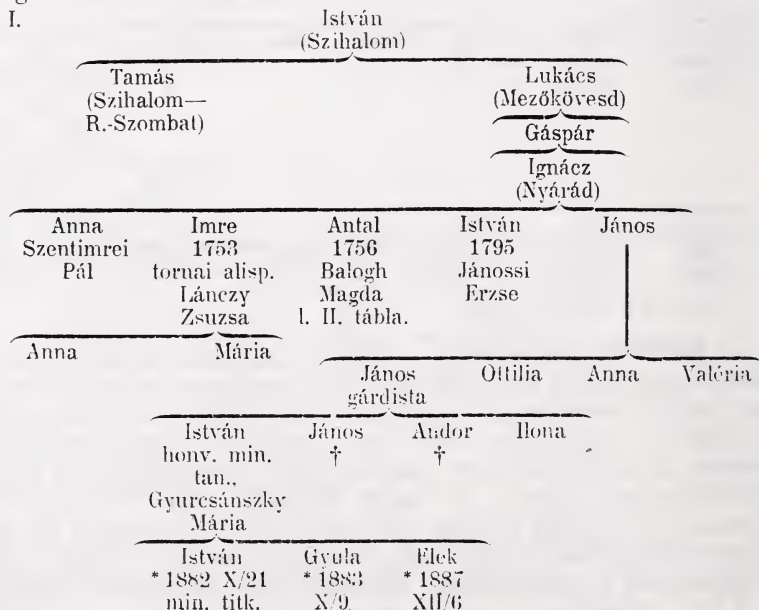 I.
István
(Szihalom)
Tamás Lukács
(Szihalom— (Mezőkövesd)
R.-Szombat)
Gáspár
Ignácz
(Nyárád)
Anna Imre Antal István János
Szentimrei 1753 1756 1795
Pál tornai alisp. Balogh Jánossi
Lánczy Magda Erzse
Zsuzsa l. II. tábla.
Anna Mária
János Ottilia Anna Valéria
gárdista
István János Andor Ilona
honv. min. † †
tan.,
Gyurcsánszky
Mária
István Gyula Elek
* 1882 X/21 * 1883 * 1887
min. titk. X/9 XII/6